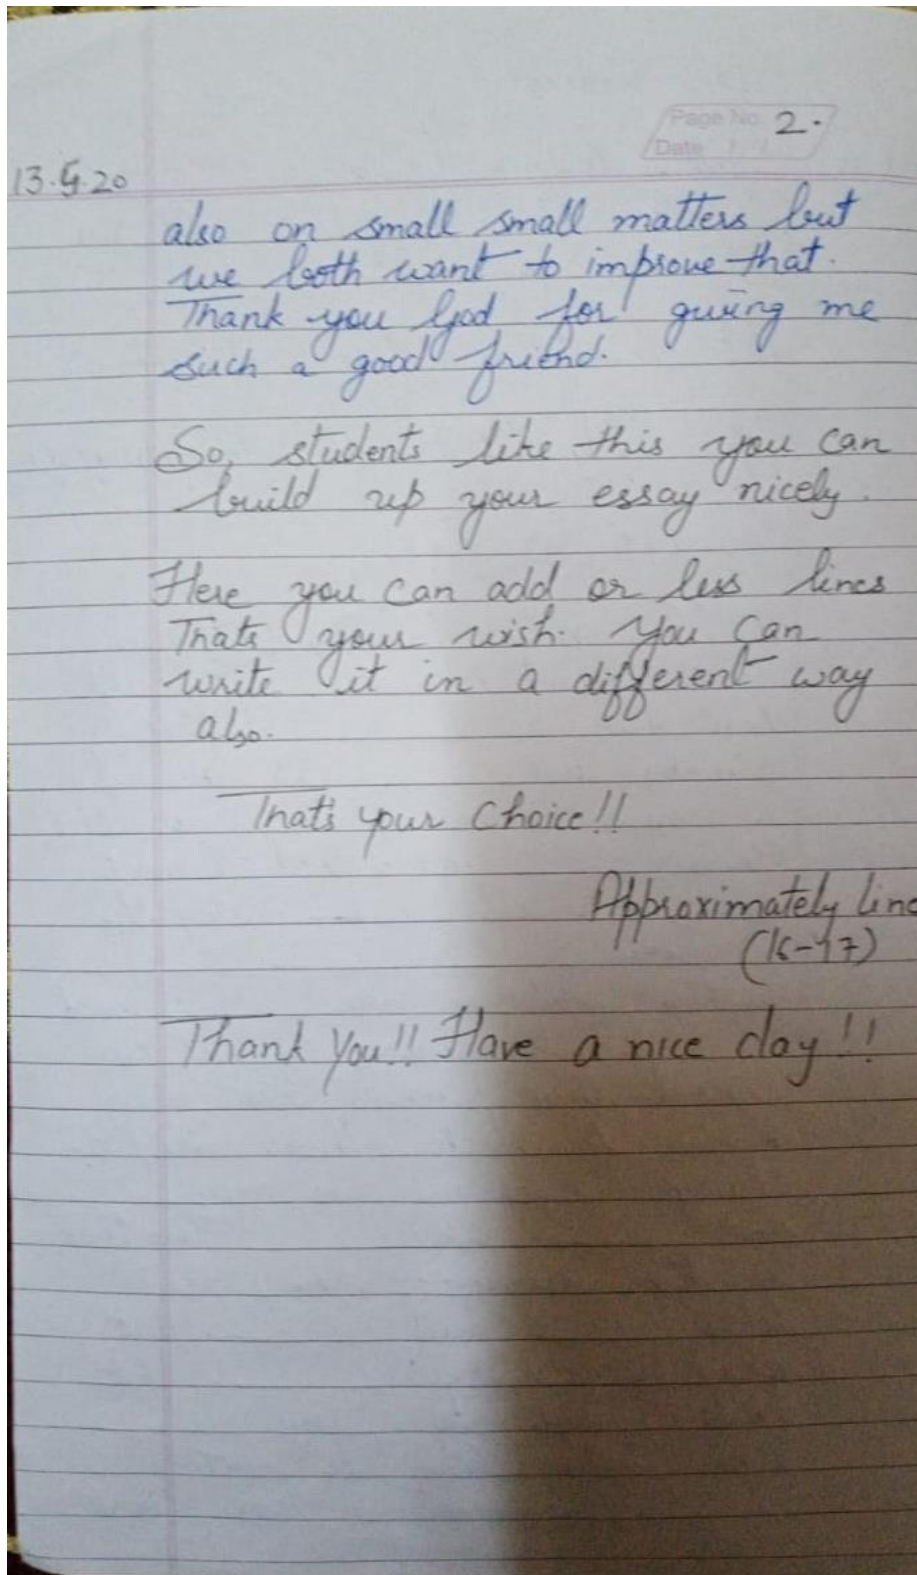 Page No. 2.
Date
13.5.20
also on small small matters but
we both want to improve that.
Thank you God for giving me
such a good friend.
So, students like this you can
build up your essay nicely.
Here you can add or less lines
Thats your wish. You can
write it in a different way
also.
That's your Choice!!
Approximately Line
(16-17)
Thank You!! Have a nice day!!